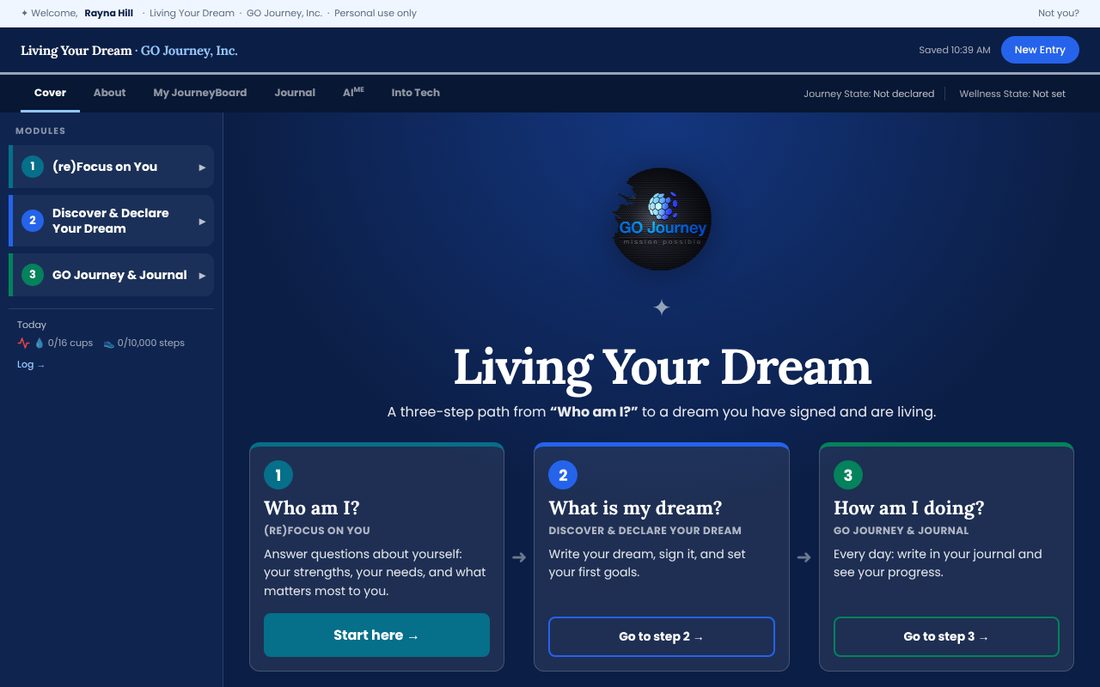 ✦ Welcome, Rayna Hill · Living Your Dream · GO Journey, Inc. · Personal use only
Not you?
Living Your Dream · GO Journey, Inc.
Saved 10:39 AM
New Entry
Cover
About
My JourneyBoard
Journal
AIᴹᴱ
Into Tech
Journey State: Not declared
Wellness State: Not set
MODULES
1 (re)Focus on You ▸
2 Discover & Declare
Your Dream ▸
3 GO Journey & Journal ▸
Today
0/16 cups 0/10,000 steps
Log →
GO Journey
mission possible
✦
Living Your Dream
A three-step path from “Who am I?” to a dream you have signed and are living.
1
Who am I?
(RE)FOCUS ON YOU
Answer questions about yourself:
your strengths, your needs, and what
matters most to you.
Start here →
➔
2
What is my dream?
DISCOVER & DECLARE YOUR DREAM
Write your dream, sign it, and set
your first goals.
Go to step 2 →
➔
3
How am I doing?
GO JOURNEY & JOURNAL
Every day: write in your journal and
see your progress.
Go to step 3 →